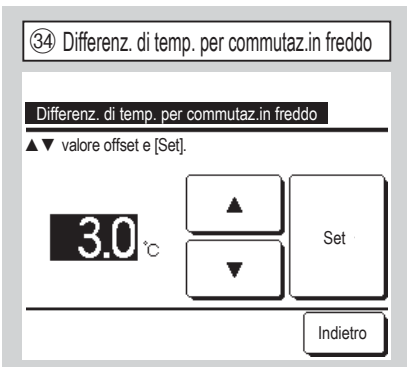 ㉞ Differenz. di temp. per commutaz.in freddo
Differenz. di temp. per commutaz.in freddo
▲▼ valore offset e [Set].
3.0 °C
▲
▼
Set
Indietro